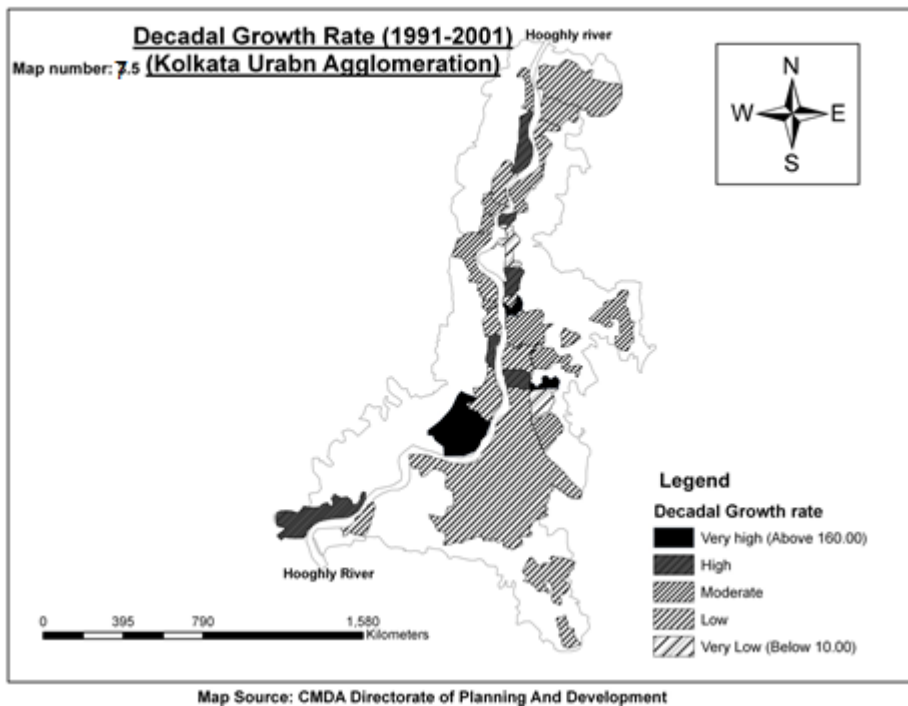 Decadal Growth Rate (1991-2001)
Hooghly river
Map number: 7.5 (Kolkata Urabn Agglomeration)
N
W E
S
Legend
Decadal Growth rate
Very high (Above 160.00)
High
Moderate
Low
Very Low (Below 10.00)
Hooghly River
0 395 790 1,580
Kilometers
Map Source: CMDA Directorate of Planning And Development